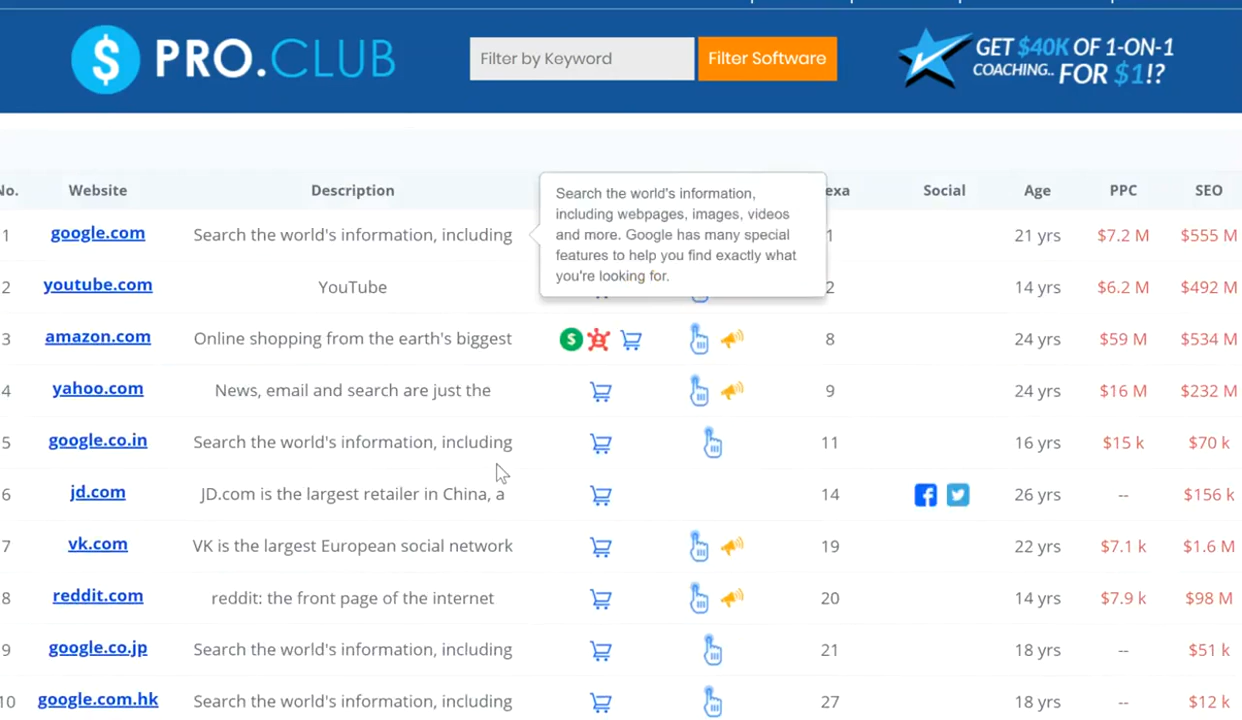 $ PRO.CLUB
Filter by Keyword
Filter Software
GET $40K OF 1-ON-1
COACHING.. FOR $1!?
No. Website Description exa Social Age PPC SEO
Search the world's information,
including webpages, images, videos
and more. Google has many special
features to help you find exactly what
you're looking for.
1 google.com Search the world's information, including 1 21 yrs $7.2 M $555 M
2 youtube.com YouTube 2 14 yrs $6.2 M $492 M
3 amazon.com Online shopping from the earth's biggest $ 8 24 yrs $59 M $534 M
4 yahoo.com News, email and search are just the 9 24 yrs $16 M $232 M
5 google.co.in Search the world's information, including 11 16 yrs $15 k $70 k
6 jd.com JD.com is the largest retailer in China, a 14 26 yrs -- $156 k
7 vk.com VK is the largest European social network 19 22 yrs $7.1 k $1.6 M
8 reddit.com reddit: the front page of the internet 20 14 yrs $7.9 k $98 M
9 google.co.jp Search the world's information, including 21 18 yrs -- $51 k
10 google.com.hk Search the world's information, including 27 18 yrs -- $12 k